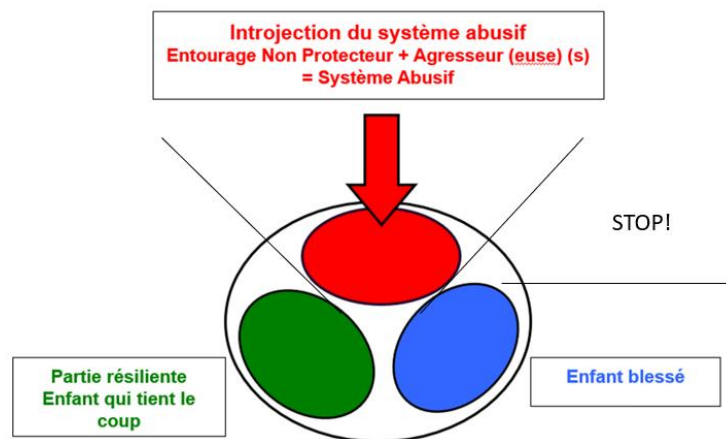 Introjection du système abusif
Entourage Non Protecteur + Agresseur (euse) (s)
= Système Abusif
STOP!
Partie résiliente
Enfant qui tient le
coup
Enfant blessé